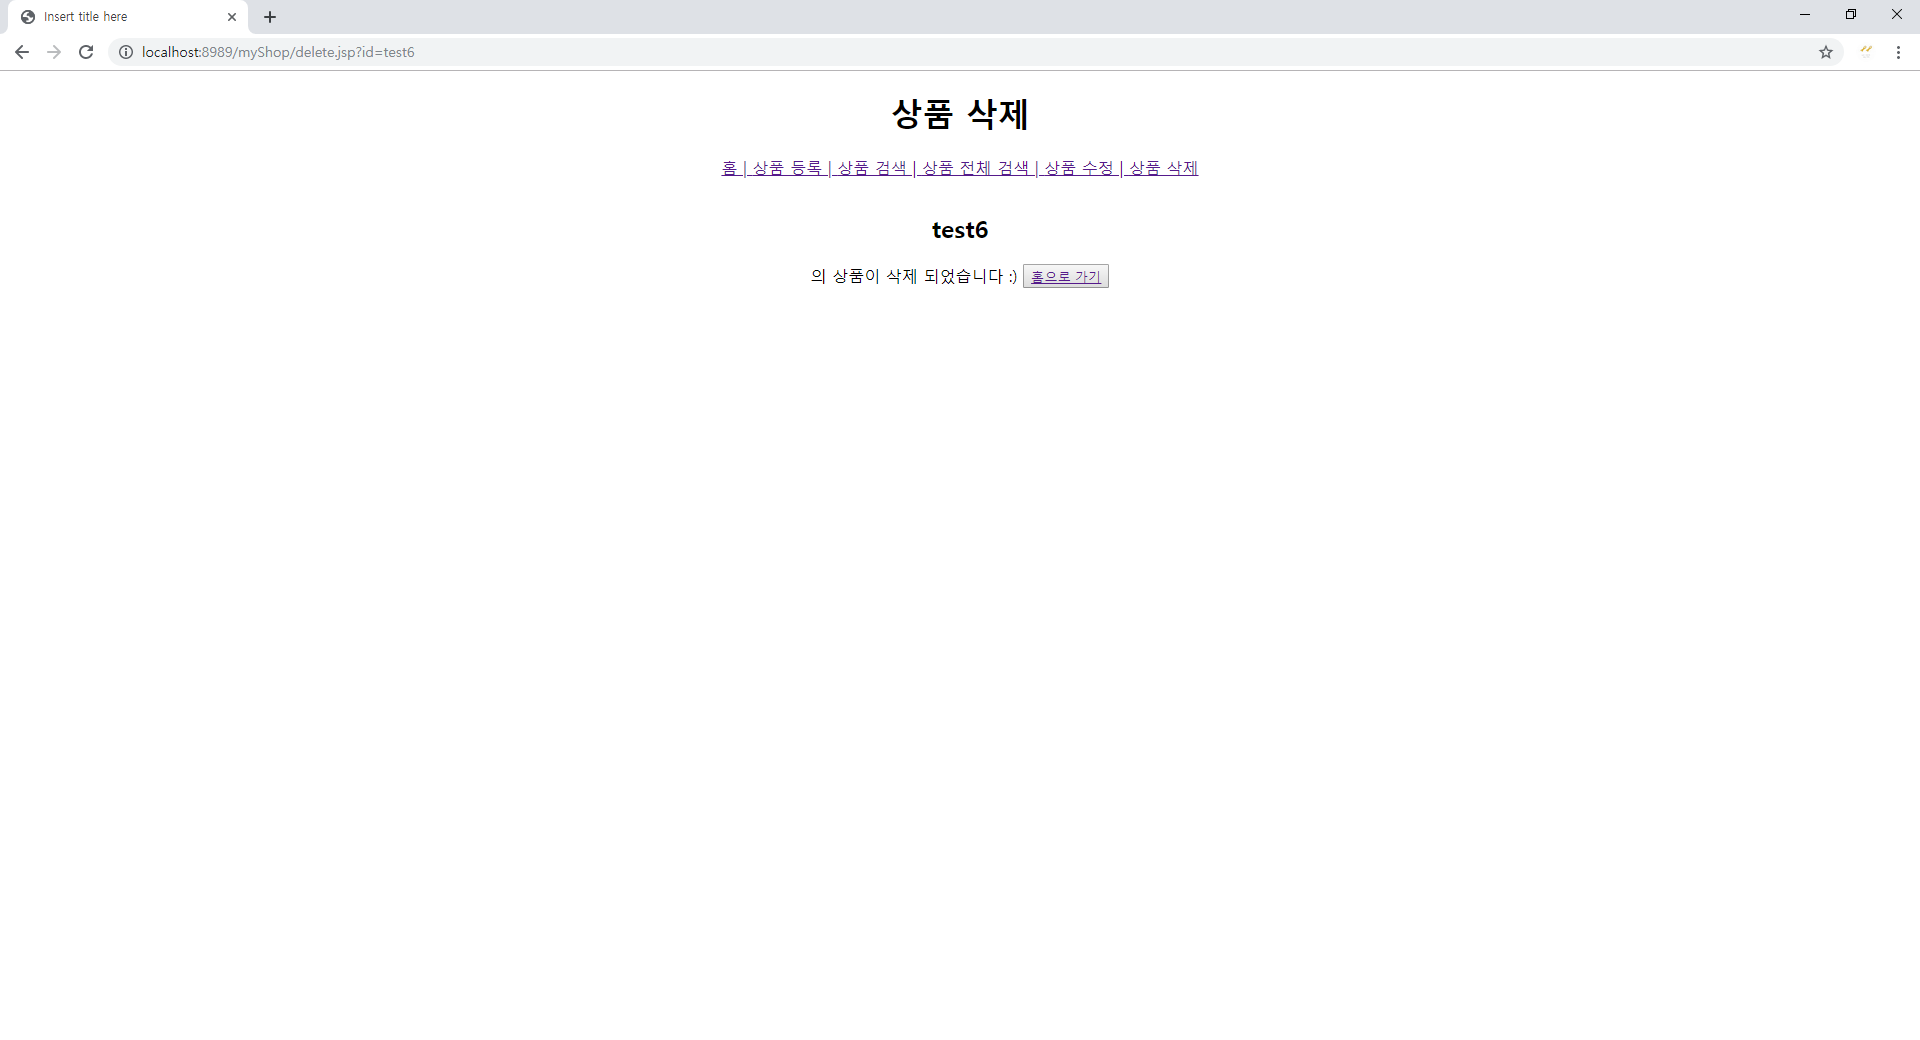 Insert title here
localhost:8989/myShop/delete.jsp?id=test6
상품 삭제
홈 | 상품 등록 | 상품 검색 | 상품 전체 검색 | 상품 수정 | 상품 삭제
test6
의 상품이 삭제 되었습니다 :) 홈으로 가기